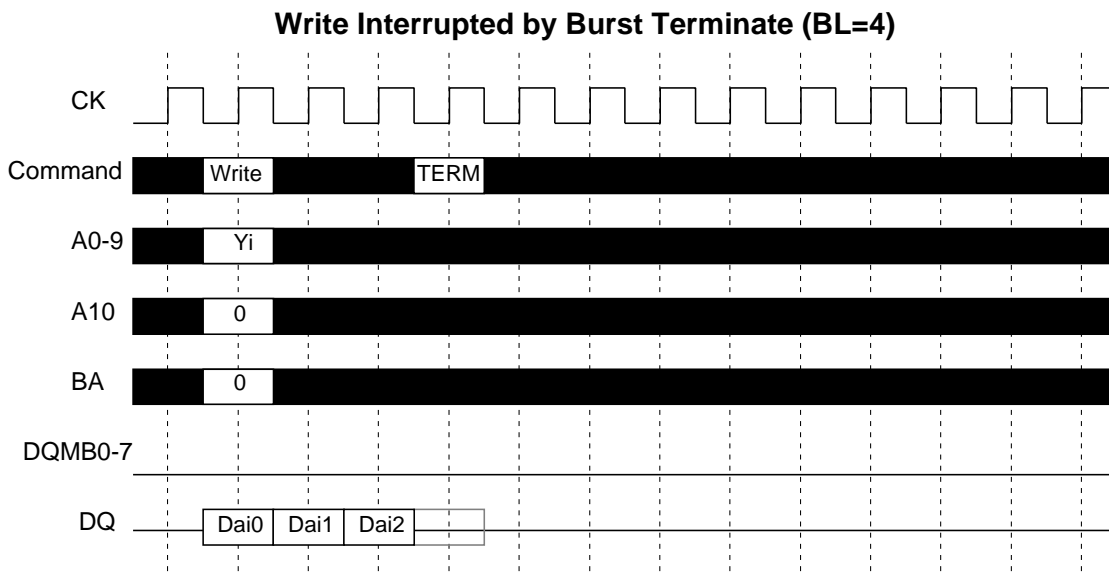 Write Interrupted by Burst Terminate (BL=4)
CK
Command Write TERM
A0-9 Yi
A10 0
BA 0
DQMB0-7
DQ Dai0 Dai1 Dai2